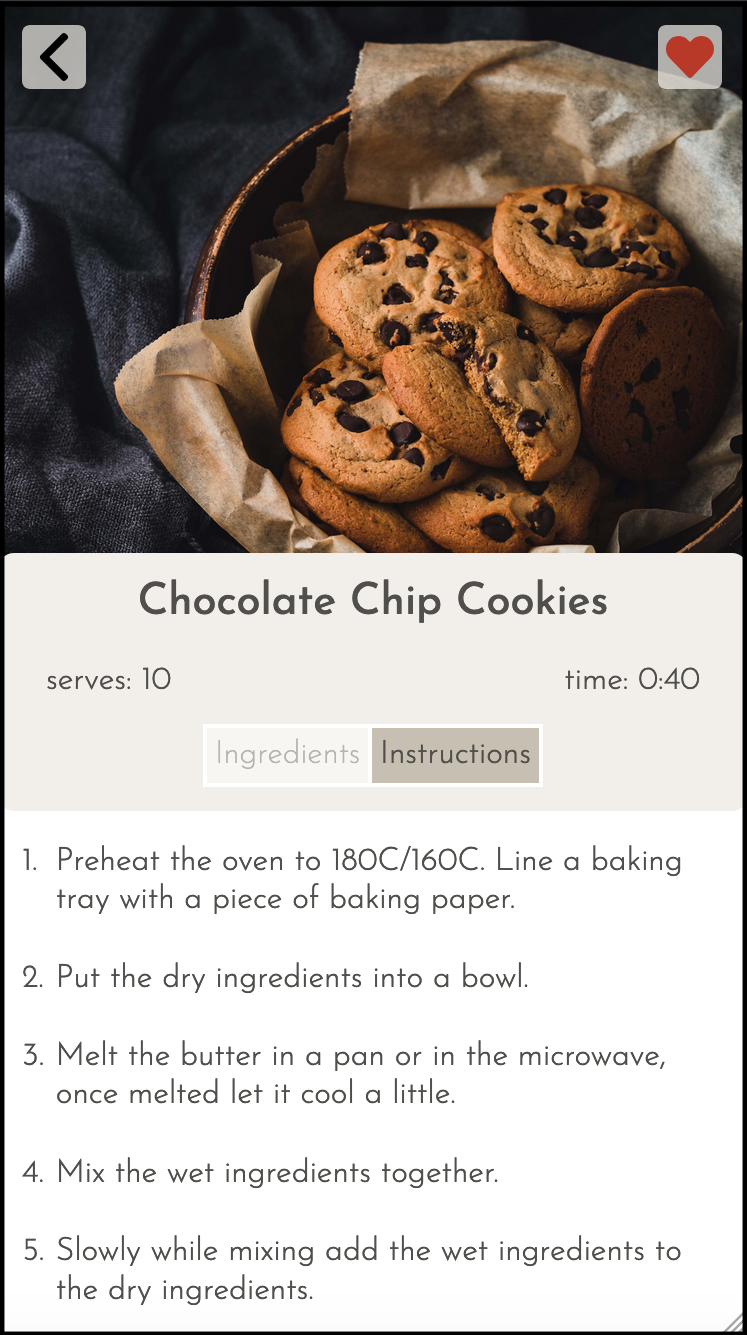 Chocolate Chip Cookies
serves: 10
time: 0:40
Ingredients
Instructions
1. Preheat the oven to 180C/160C. Line a baking
tray with a piece of baking paper.
2. Put the dry ingredients into a bowl.
3. Melt the butter in a pan or in the microwave,
once melted let it cool a little.
4. Mix the wet ingredients together.
5. Slowly while mixing add the wet ingredients to
the dry ingredients.